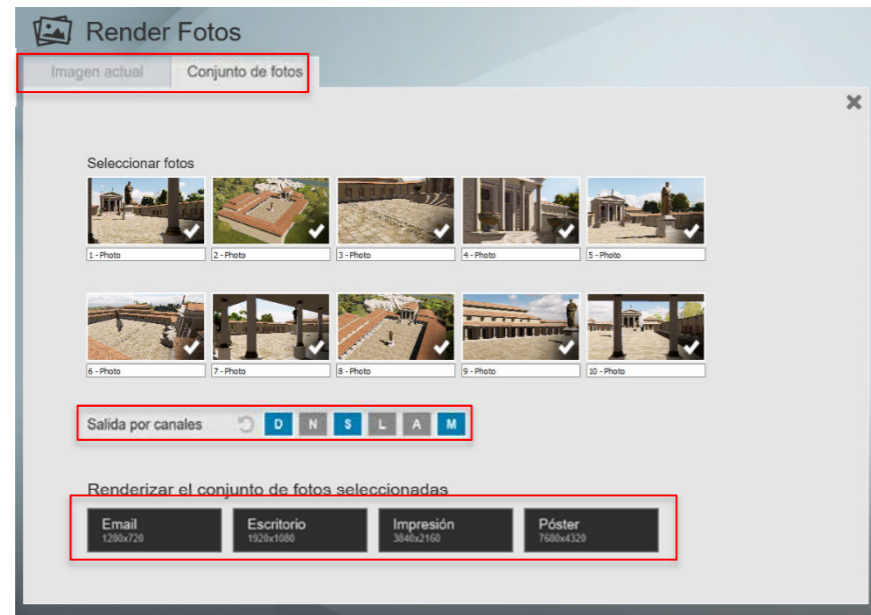 Render Fotos
Imagen actual Conjunto de fotos
Seleccionar fotos
1 - Photo 2 - Photo 3 - Photo 4 - Photo 5 - Photo
6 - Photo 7 - Photo 8 - Photo 9 - Photo 10 - Photo
Salida por canales D N S L A M
Renderizar el conjunto de fotos seleccionadas
Email Escritorio Impresión Póster
1280x720 1920x1080 3840x2160 7680x4320